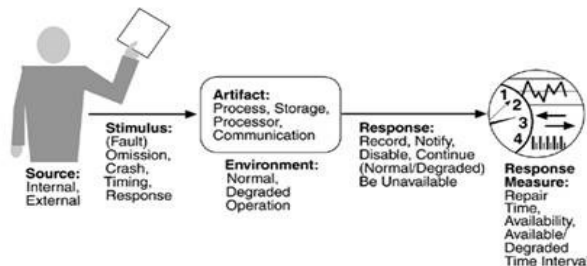 Source:
Internal,
External
Stimulus:
(Fault)
Omission,
Crash,
Timing,
Response
Artifact:
Process, Storage,
Processor,
Communication
Environment:
Normal,
Degraded
Operation
Response:
Record, Notify,
Disable, Continue
(Normal/Degraded)
Be Unavailable
1
2
3
4
Response
Measure:
Repair
Time,
Availability,
Available/
Degraded
Time Interval